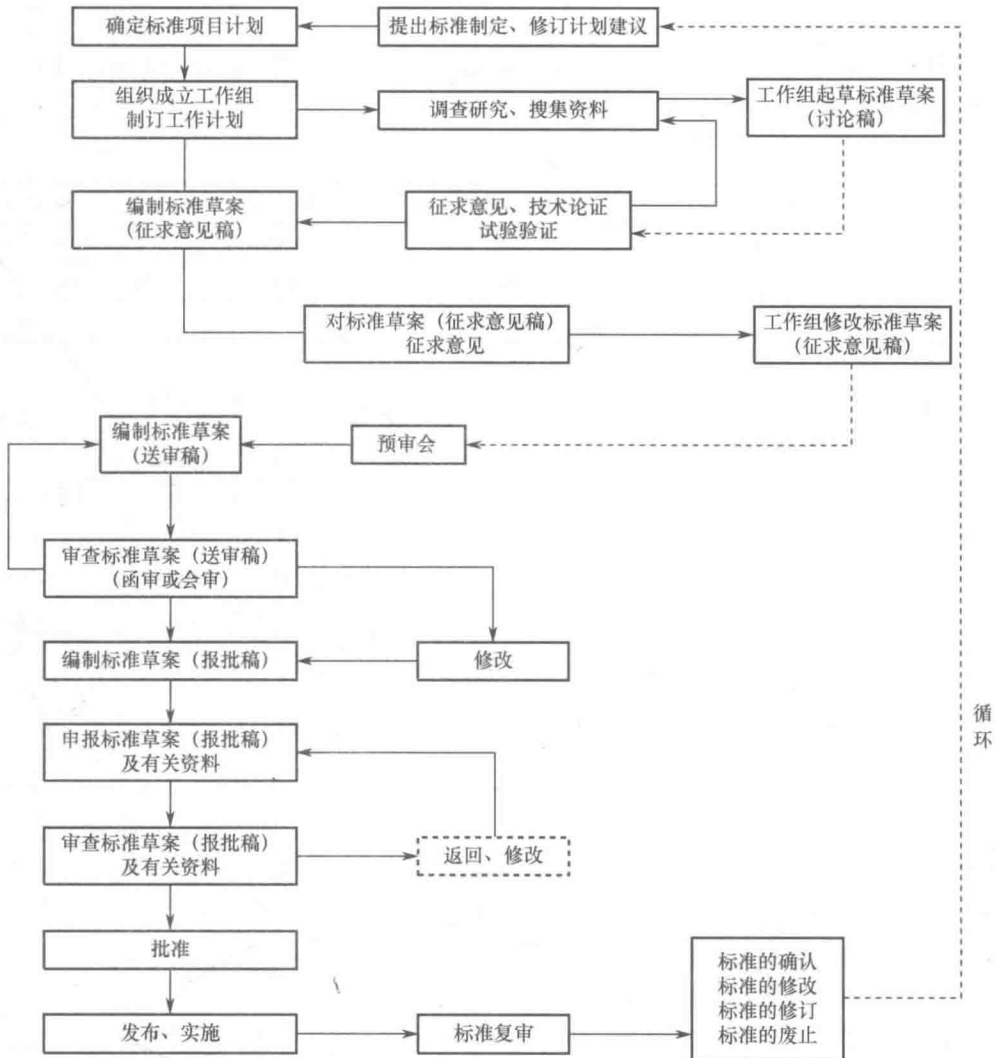 确定标准项目计划
提出标准制定、修订计划建议
组织成立工作组
制订工作计划
调查研究、搜集资料
工作组起草标准草案
(讨论稿)
编制标准草案
(征求意见稿)
征求意见、技术论证
试验验证
对标准草案(征求意见稿)
征求意见
工作组修改标准草案
(征求意见稿)
编制标准草案
(送审稿)
预审会
审查标准草案(送审稿)
(函审或会审)
编制标准草案(报批稿)
修改
循
环
申报标准草案(报批稿)
及有关资料
审查标准草案(报批稿)
及有关资料
返回、修改
批准
标准的确认
标准的修改
标准的修订
标准的废止
发布、实施
标准复审